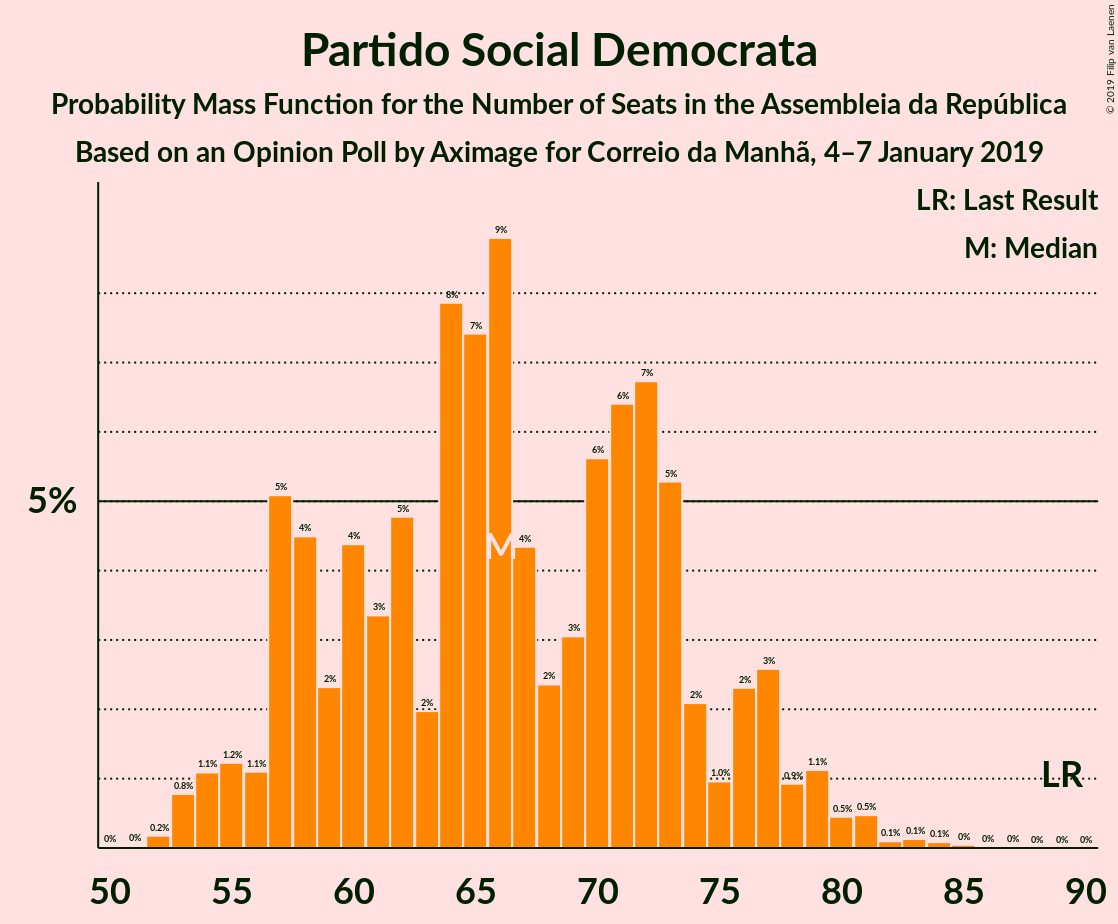 Partido Social Democrata
Probability Mass Function for the Number of Seats in the Assembleia da República
Based on an Opinion Poll by Aximage for Correio da Manhã, 4–7 January 2019
© 2019 Filip van Laenen
LR: Last Result
M: Median
5%
0% 0% 0.2% 0.8% 1.1% 1.2% 1.1% 5% 4% 2% 4% 3% 5% 2% 8% 7% 9% 4% 2% 3% 6% 6% 7% 5% 2% 1.0% 2% 3% 0.9% 1.1% 0.5% 0.5% 0.1% 0.1% 0.1% 0% 0% 0% 0% 0% 0%
M
LR
50 55 60 65 70 75 80 85 90